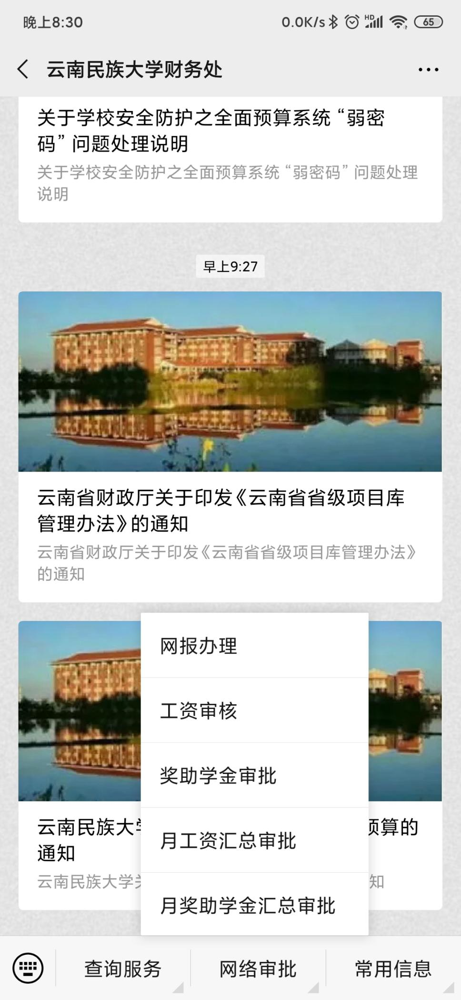 晚上8:30
0.0K/s HD 65
云南民族大学财务处
关于学校安全防护之全面预算系统“弱密
码”问题处理说明
关于学校安全防护之全面预算系统“弱密码”问题处理
说明
早上9:27
云南省财政厅关于印发《云南省省级项目库
管理办法》的通知
云南省财政厅关于印发《云南省省级项目库管理办法》
的通知
网报办理
工资审核
奖助学金审批
月工资汇总审批
月奖助学金汇总审批
云南民族大 预算的
通知
云南民族大学 知
查询服务
网络审批
常用信息